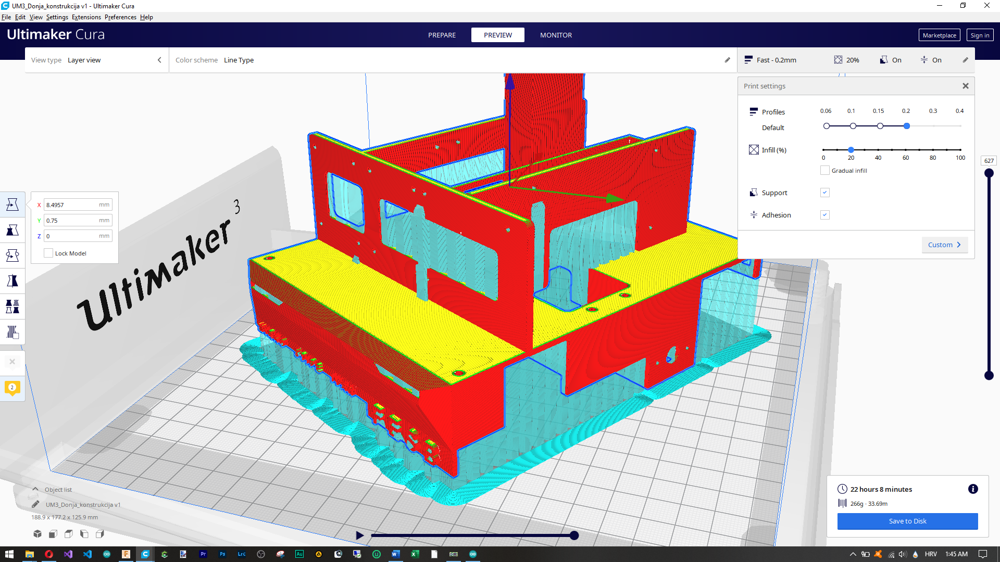 UM3_Donja_konstrukcija v1 - Ultimaker Cura
File Edit View Settings Extensions Preferences Help
Ultimaker Cura
PREPARE PREVIEW MONITOR
Marketplace Sign in
View type Layer view Color scheme Line Type
Fast - 0.2mm 20% On On
Print settings
Profiles 0.06 0.1 0.15 0.2 0.3 0.4
Default
Infill (%)
0 20 40 60 80 100
Gradual infill
Support
Adhesion
Custom
627
X 8.4957 mm
Y 0.75 mm
Z 0 mm
Lock Model
Ultimaker 3
2
Object list
UM3_Donja_konstrukcija v1
188.9 x 177.2 x 125.9 mm
22 hours 8 minutes
266g · 33.69m
Save to Disk
Pr Ps LrC Au
HRV 1:45 AM